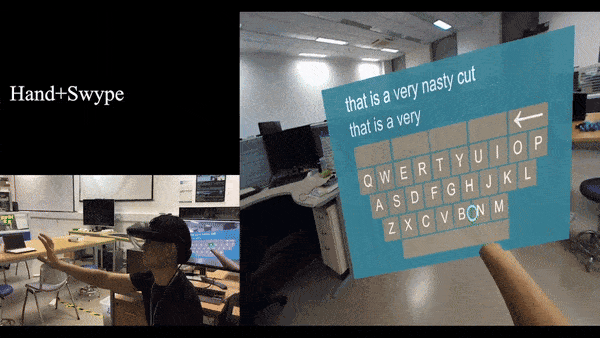 Hand+Swype
that is a very nasty cut
that is a very
←
Q W E R T Y U I O P
A S D F G H J K L
Z X C V B N M